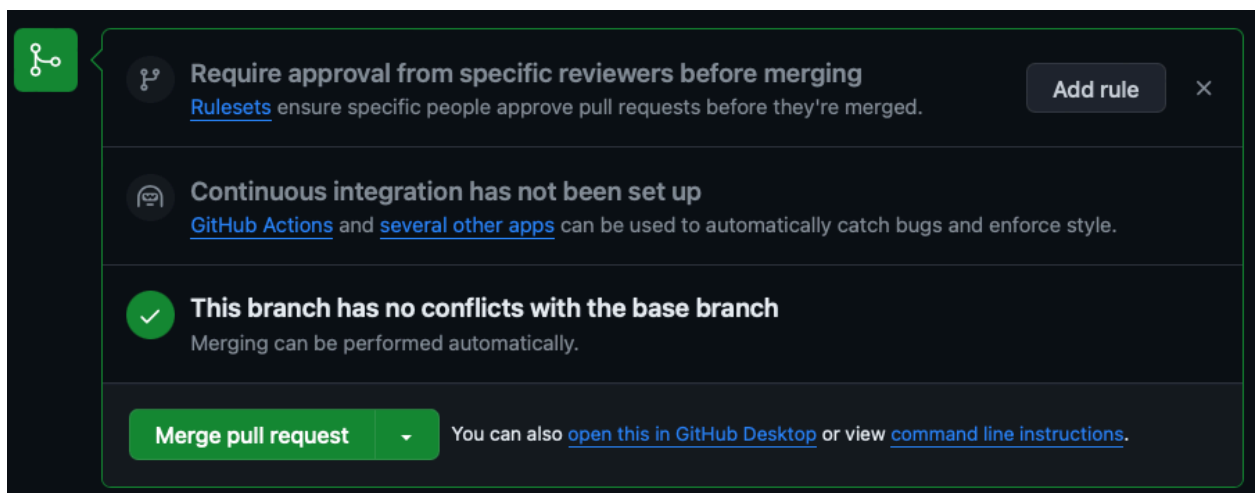 Require approval from specific reviewers before merging
Rulesets ensure specific people approve pull requests before they're merged.
Add rule
Continuous integration has not been set up
GitHub Actions and several other apps can be used to automatically catch bugs and enforce style.
This branch has no conflicts with the base branch
Merging can be performed automatically.
Merge pull request
You can also open this in GitHub Desktop or view command line instructions.